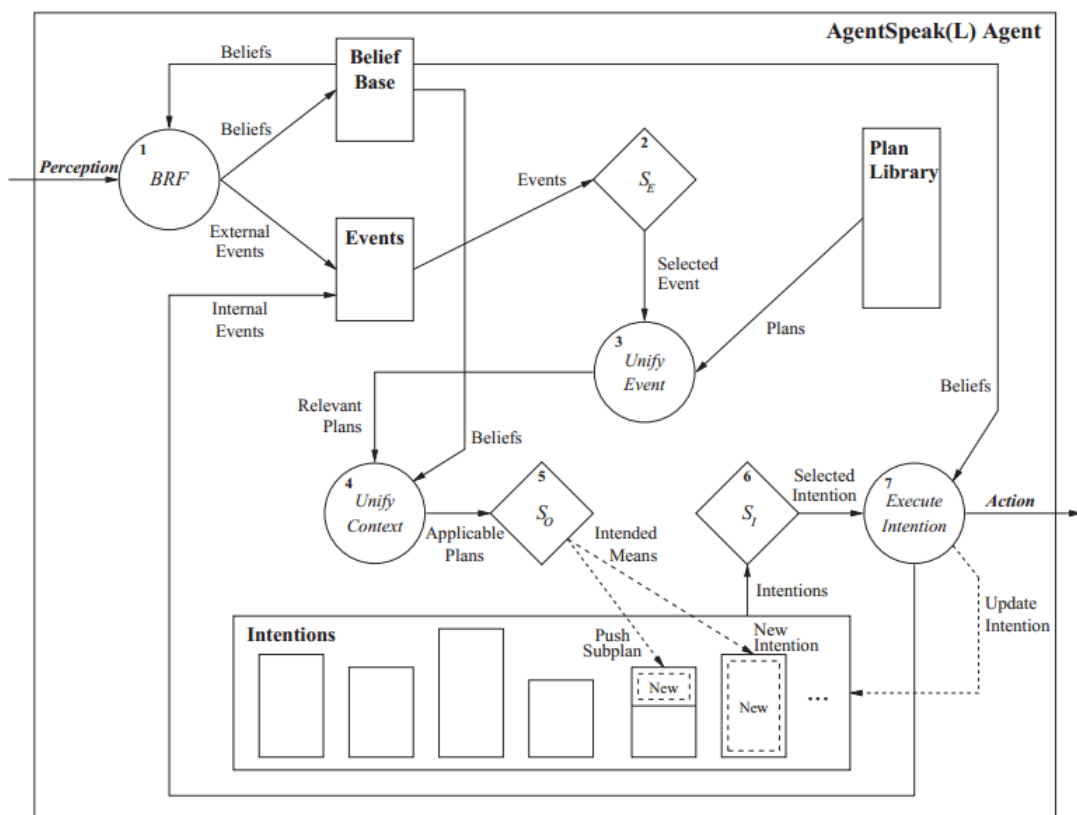 AgentSpeak(L) Agent
Beliefs
Belief
Base
Beliefs
1
BRF
Perception
2
S_E
Plan
Library
Events
External
Events
Events
Selected
Event
Internal
Events
3
Unify
Event
Plans
Relevant
Plans
Beliefs
Beliefs
4
Unify
Context
5
S_O
Applicable
Plans
Intended
Means
6
S_I
Selected
Intention
7
Execute
Intention
Action
Intentions
Update
Intention
Intentions
Push
Subplan
New
Intention
New
New
...